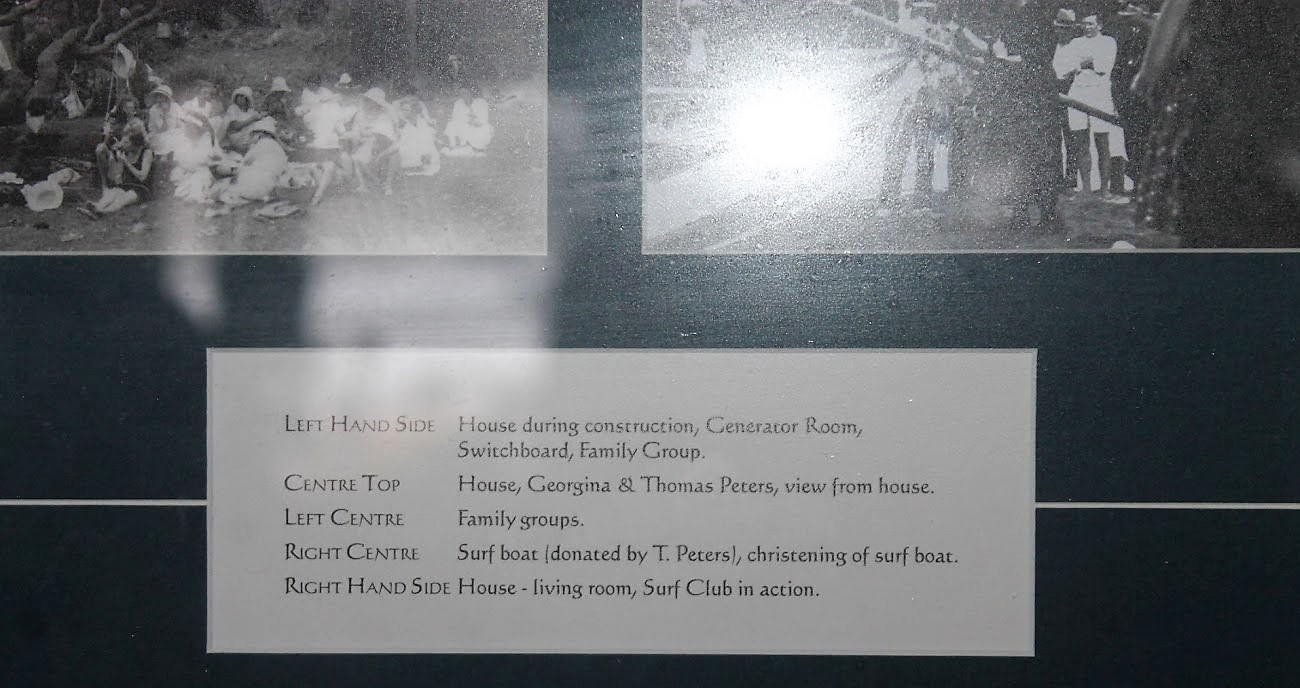 LEFT HAND SIDE House during construction, Generator Room,
Switchboard, Family Group.
CENTRE TOP House, Georgina & Thomas Peters, view from house.
LEFT CENTRE Family groups.
RIGHT CENTRE Surf boat (donated by T. Peters), christening of surf boat.
RIGHT HAND SIDE House - living room, Surf Club in action.